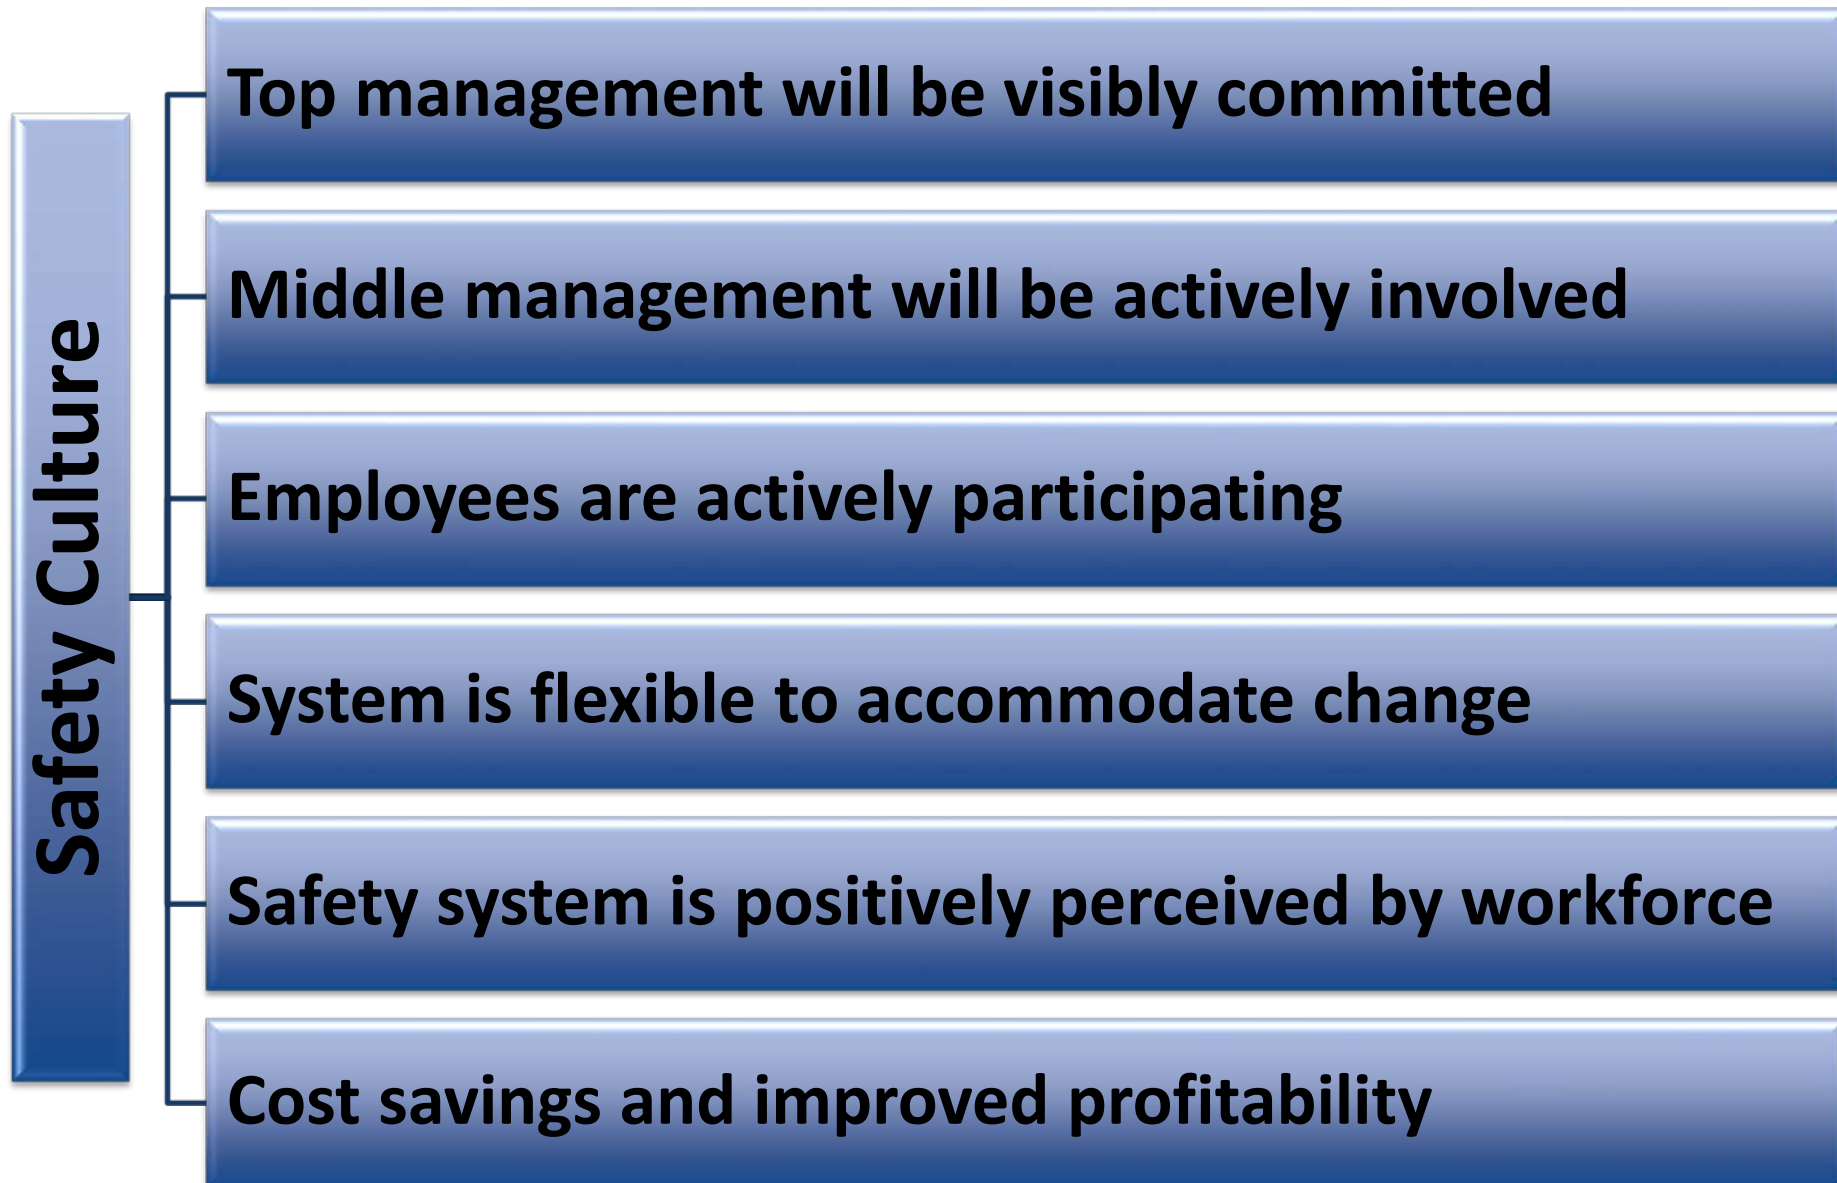 Safety Culture
Top management will be visibly committed
Middle management will be actively involved
Employees are actively participating
System is flexible to accommodate change
Safety system is positively perceived by workforce
Cost savings and improved profitability